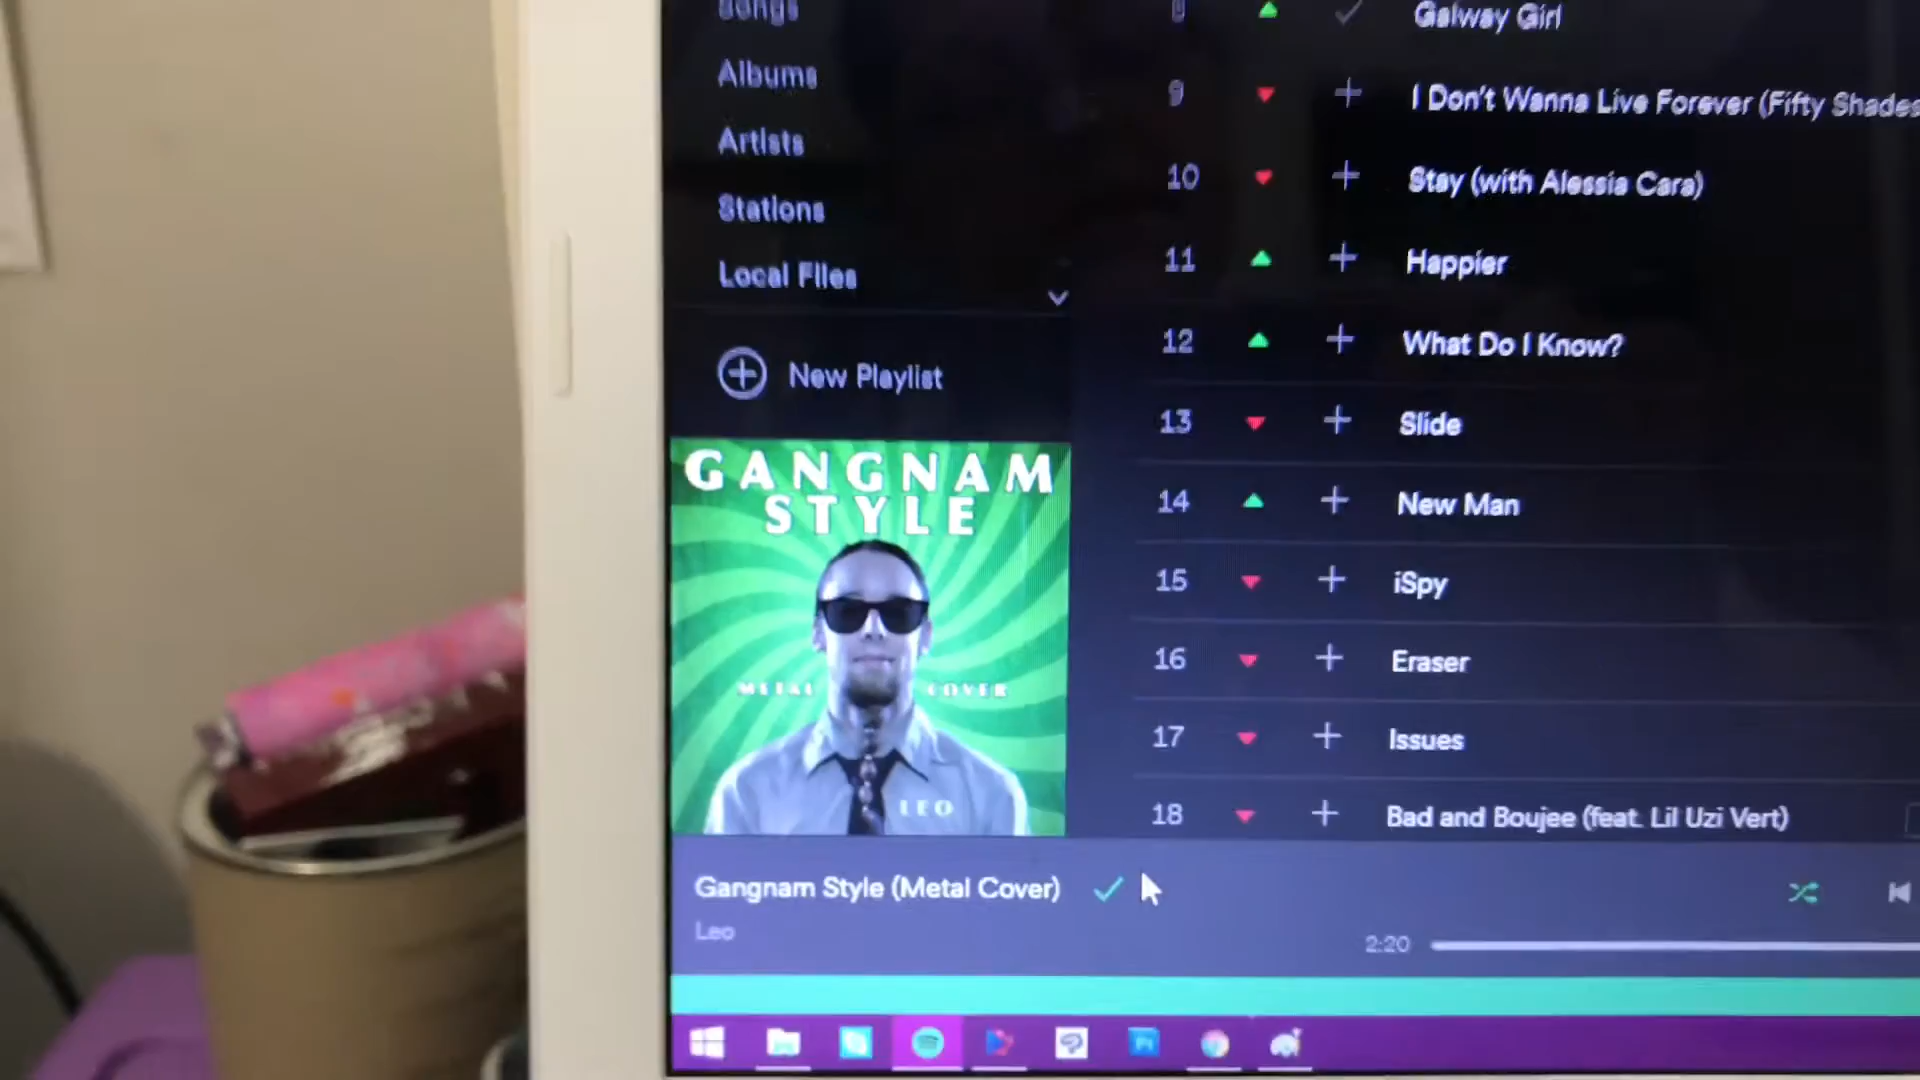 Songs
Albums
Artists
Stations
Local Files
New Playlist
GANGNAM
STYLE
METAL COVER
LEO
Gangnam Style (Metal Cover)
Leo
8 Galway Girl
9 I Don't Wanna Live Forever (Fifty Shades
10 Stay (with Alessia Cara)
11 Happier
12 What Do I Know?
13 Slide
14 New Man
15 iSpy
16 Eraser
17 Issues
18 Bad and Boujee (feat. Lil Uzi Vert)
2:20